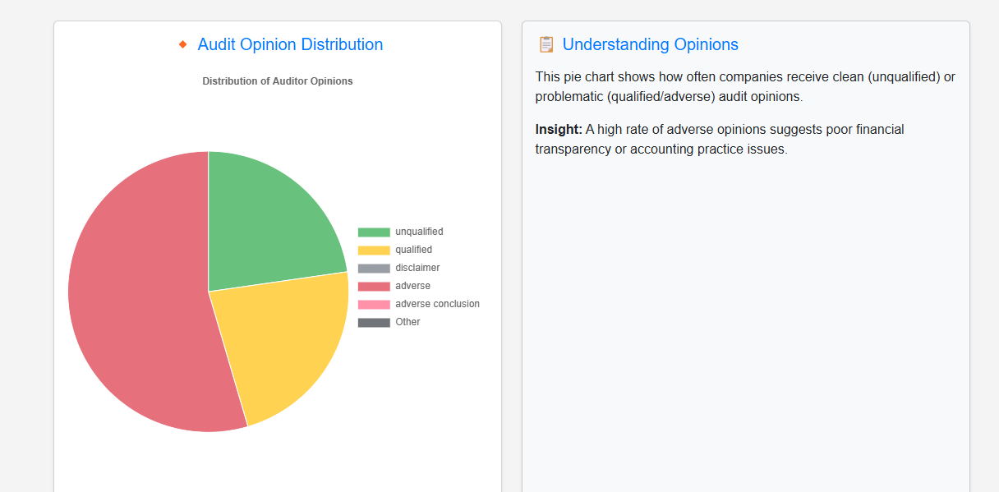 Audit Opinion Distribution
Distribution of Auditor Opinions
unqualified
qualified
disclaimer
adverse
adverse conclusion
Other
Understanding Opinions
This pie chart shows how often companies receive clean (unqualified) or
problematic (qualified/adverse) audit opinions.
Insight: A high rate of adverse opinions suggests poor financial
transparency or accounting practice issues.